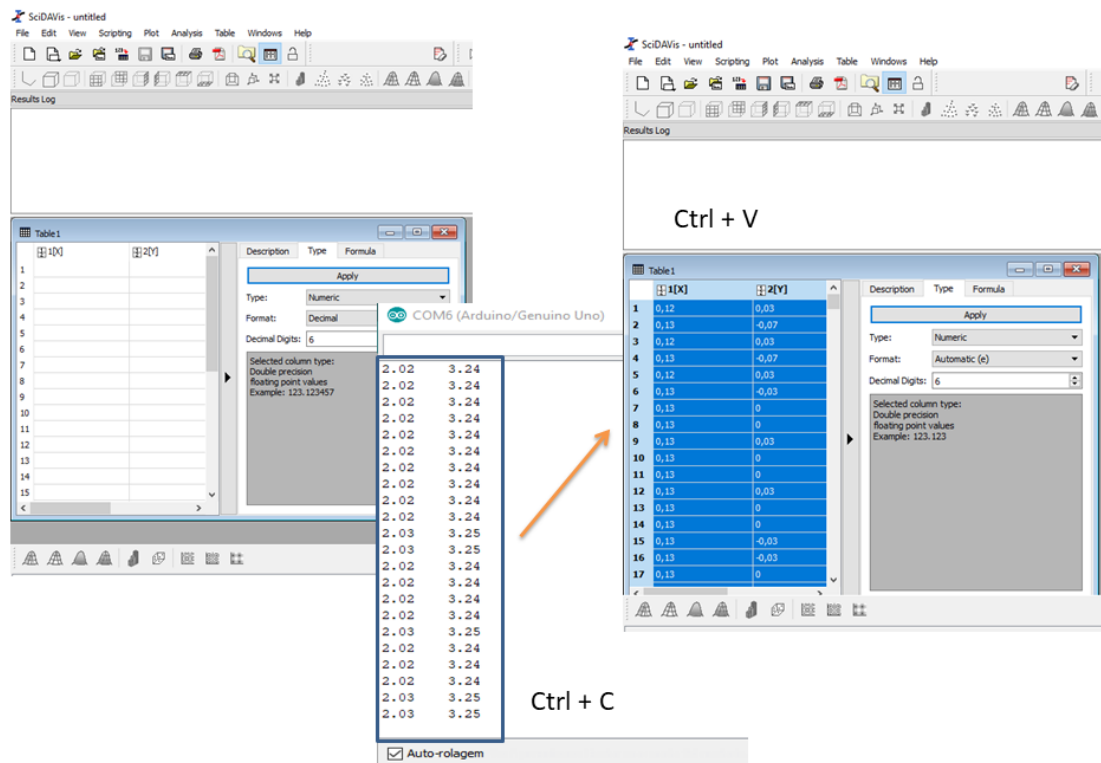 SciDAVis - untitled
File Edit View Scripting Plot Analysis Table Windows Help
Results Log
Table1
1[X] 2[Y]
1
2
3
4
5
6
7
8
9
10
11
12
13
14
15
Description Type Formula
Apply
Type: Numeric
Format: Decimal
Decimal Digits: 6
Selected column type:
Double precision
floating point values
Example: 123.123457
COM6 (Arduino/Genuino Uno)
2.02 3.24
2.02 3.24
2.02 3.24
2.02 3.24
2.02 3.24
2.02 3.24
2.02 3.24
2.02 3.24
2.02 3.24
2.02 3.24
2.03 3.25
2.03 3.25
2.02 3.24
2.02 3.24
2.02 3.24
2.02 3.24
2.03 3.25
2.02 3.24
2.02 3.24
2.02 3.24
2.03 3.25
2.03 3.25
Auto-rolagem
Ctrl + C
SciDAVis - untitled
File Edit View Scripting Plot Analysis Table Windows Help
Results Log
Ctrl + V
Table1
1[X] 2[Y]
1 0,12 0,03
2 0,13 -0,07
3 0,12 0,03
4 0,13 -0,07
5 0,12 0,03
6 0,13 -0,03
7 0,13 0
8 0,13 0
9 0,13 0,03
10 0,13 0
11 0,13 0
12 0,13 0,03
13 0,13 0
14 0,13 0
15 0,13 -0,03
16 0,13 -0,03
17 0,13 0
Description Type Formula
Apply
Type: Numeric
Format: Automatic (e)
Decimal Digits: 6
Selected column type:
Double precision
floating point values
Example: 123.123